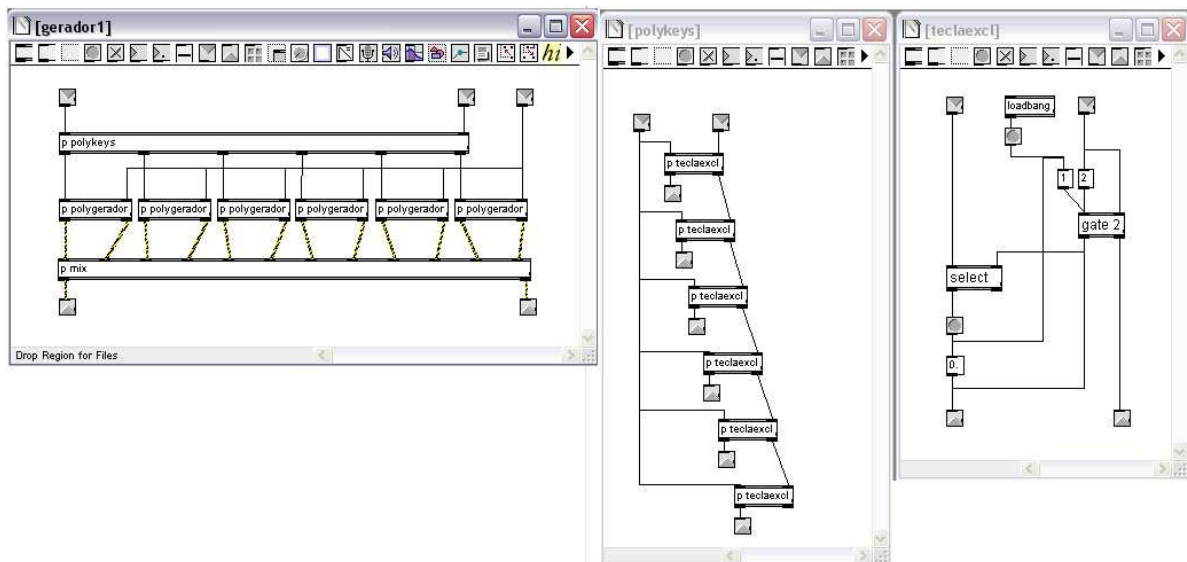 [gerador1]
hi
p polykeys
p polygerador
p polygerador
p polygerador
p polygerador
p polygerador
p polygerador
p mix
Drop Region for Files
[polykeys]
p teclaexcl
p teclaexcl
p teclaexcl
p teclaexcl
p teclaexcl
p teclaexcl
[teclaexcl]
loadbang
1 2
gate 2
select
0.